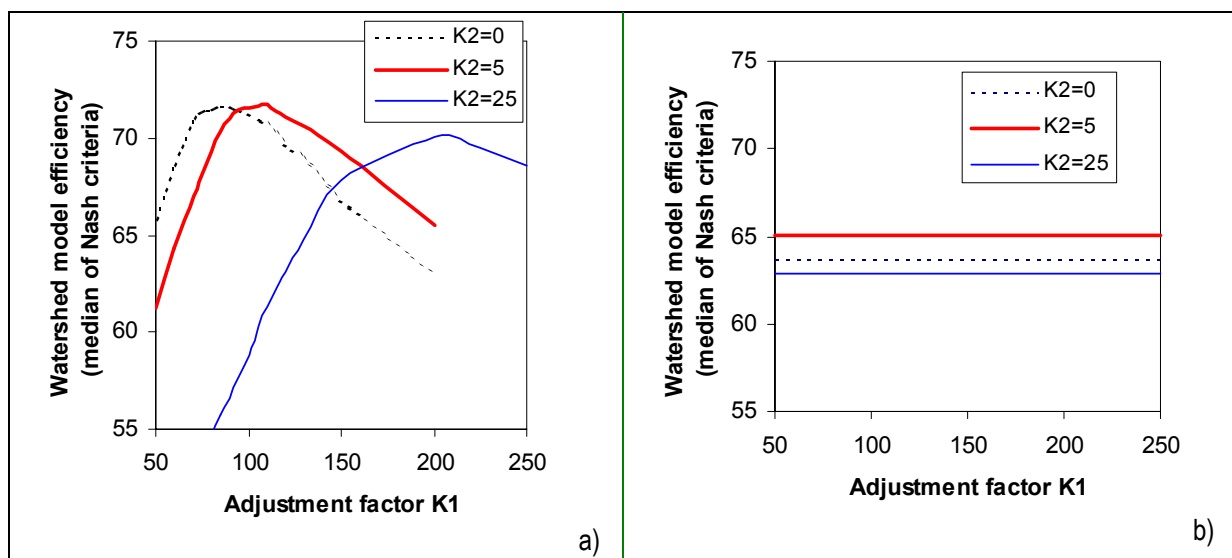 75
70
65
60
55
Watershed model efficiency
(median of Nash criteria)
K2=0
K2=5
K2=25
50 100 150 200 250
Adjustment factor K1
a)
75
70
65
60
55
Watershed model efficiency
(median of Nash criteria)
K2=0
K2=5
K2=25
50 100 150 200 250
Adjustment factor K1
b)